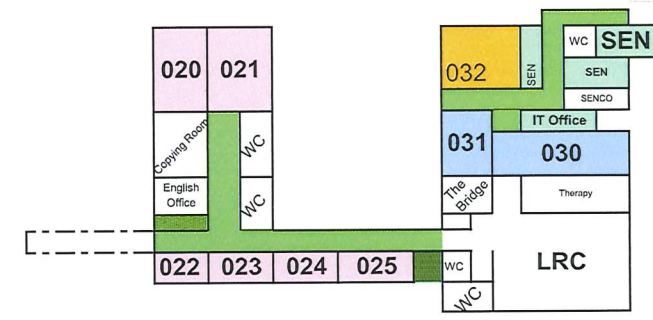 020
021
Copying Room
WC
English
Office
WC
022
023
024
025
032
SEN
WC
SEN
SEN
SENCO
IT Office
031
030
The
Bridge
Therapy
WC
LRC
WC